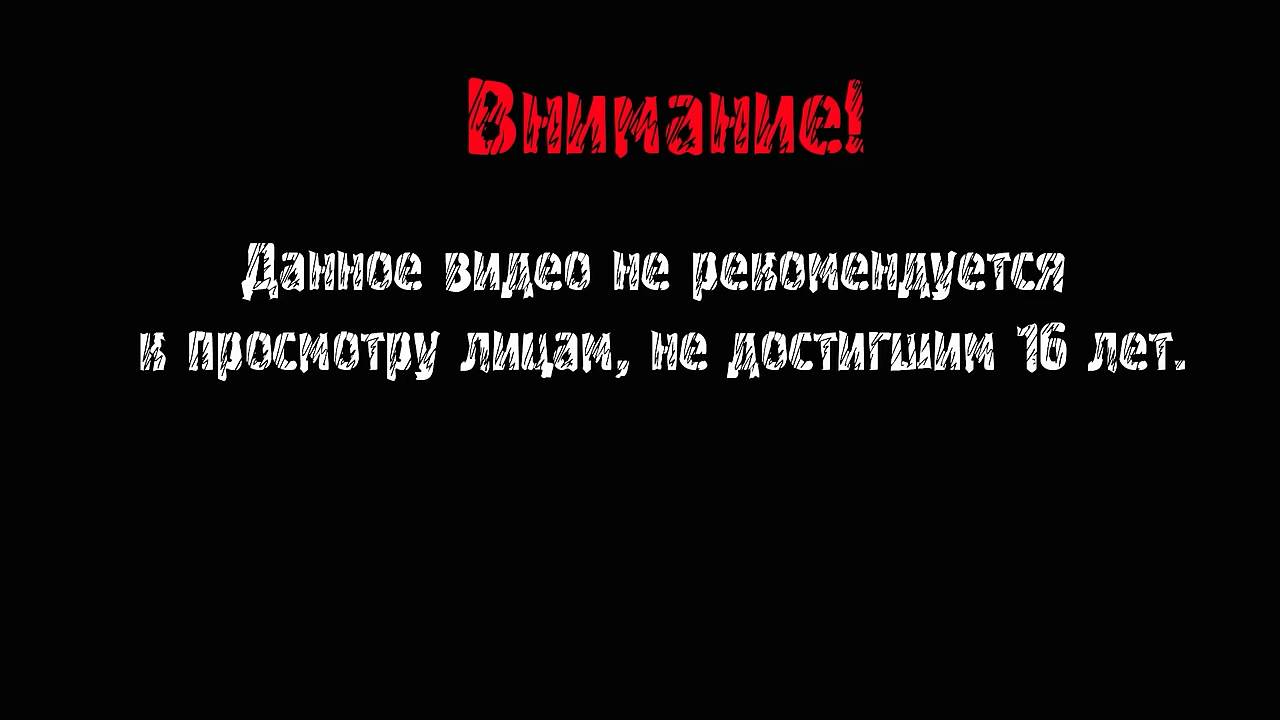 Внимание!
Данное видео не рекомендуется
к просмотру лицам, не достигшим 16 лет.